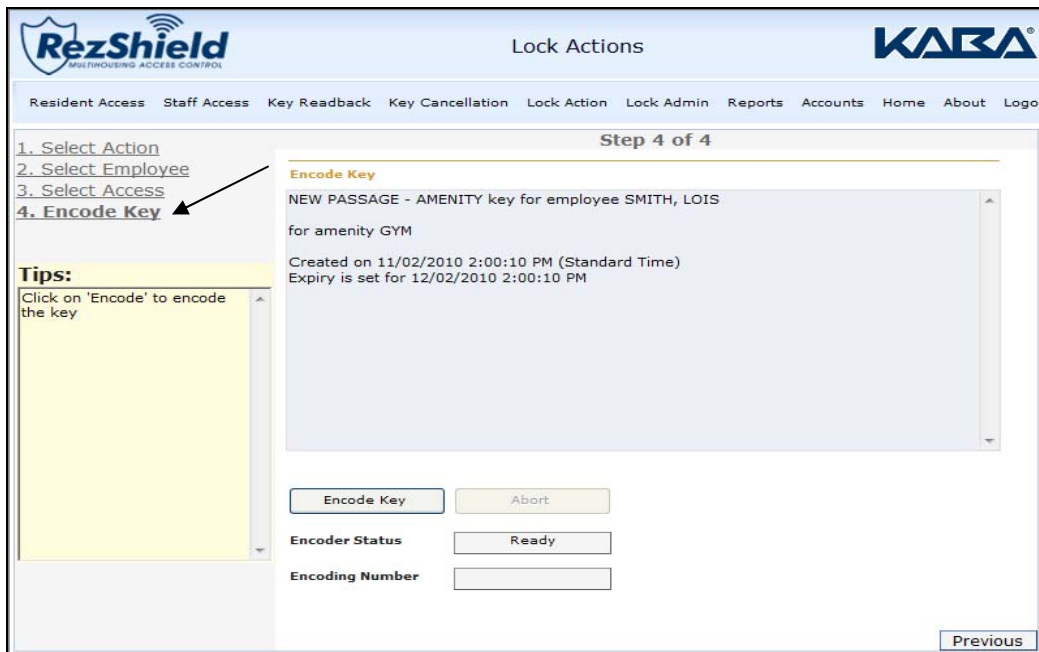 RezShield
MULTIHOUSING ACCESS CONTROL
Lock Actions
KABA®
Resident Access Staff Access Key Readback Key Cancellation Lock Action Lock Admin Reports Accounts Home About Logo
1. Select Action
2. Select Employee
3. Select Access
4. Encode Key
Tips:
Click on 'Encode' to encode
the key
Step 4 of 4
Encode Key
NEW PASSAGE - AMENITY key for employee SMITH, LOIS
for amenity GYM
Created on 11/02/2010 2:00:10 PM (Standard Time)
Expiry is set for 12/02/2010 2:00:10 PM
Encode Key Abort
Encoder Status Ready
Encoding Number
Previous